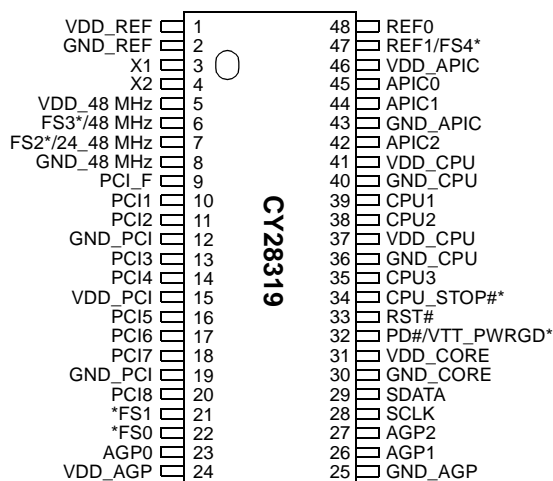 VDD_REF 1 48 REF0
GND_REF 2 47 REF1/FS4*
X1 3 46 VDD_APIC
X2 4 45 APIC0
VDD_48 MHz 5 44 APIC1
FS3*/48 MHz 6 43 GND_APIC
FS2*/24_48 MHz 7 42 APIC2
GND_48 MHz 8 41 VDD_CPU
PCI_F 9 40 GND_CPU
PCI1 10 39 CPU1
PCI2 11 38 CPU2
GND_PCI 12 37 VDD_CPU
PCI3 13 36 GND_CPU
PCI4 14 35 CPU3
VDD_PCI 15 34 CPU_STOP#*
PCI5 16 33 RST#
PCI6 17 32 PD#/VTT_PWRGD*
PCI7 18 31 VDD_CORE
GND_PCI 19 30 GND_CORE
PCI8 20 29 SDATA
*FS1 21 28 SCLK
*FS0 22 27 AGP2
AGP0 23 26 AGP1
VDD_AGP 24 25 GND_AGP
CY28319